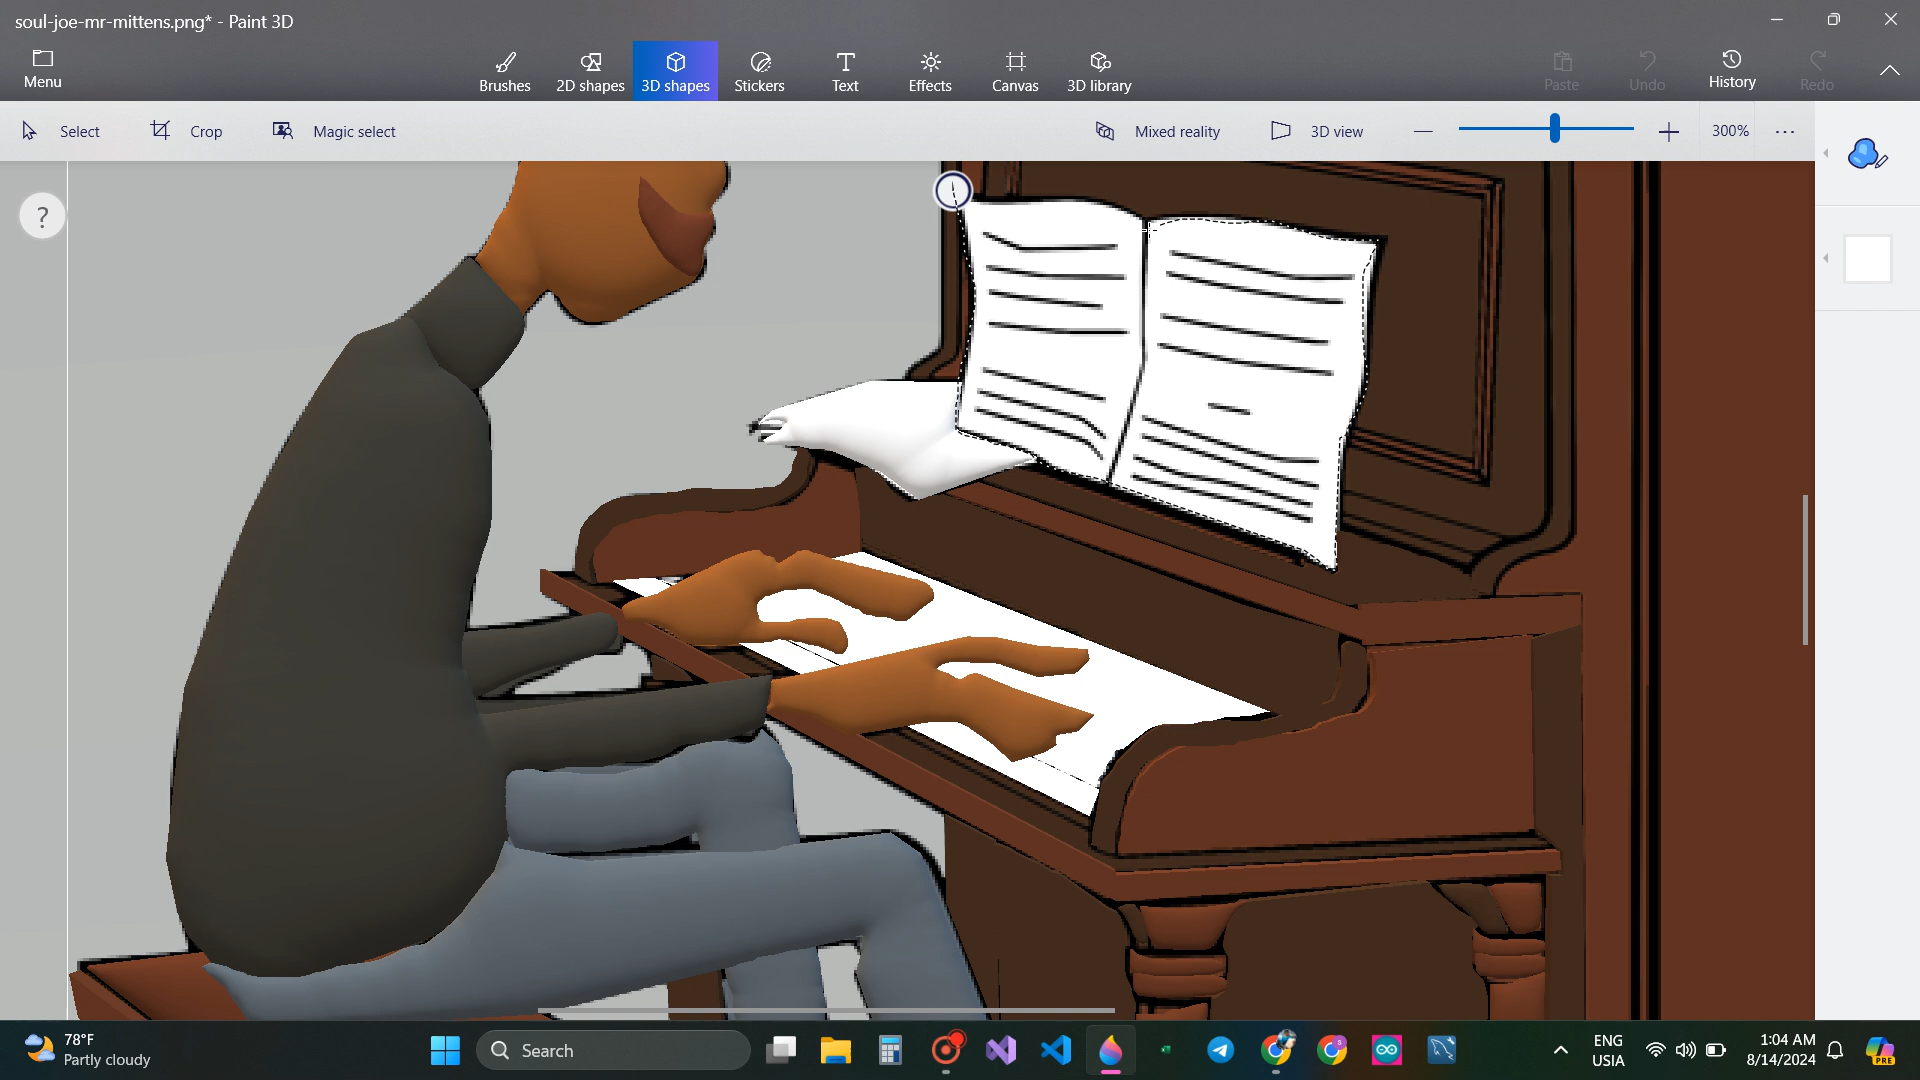 soul-joe-mr-mittens.png* - Paint 3D
Menu
Brushes
2D shapes
3D shapes
Stickers
Text
Effects
Canvas
3D library
Paste
Undo
History
Redo
Select
Crop
Magic select
Mixed reality
3D view
300%
?
78°F
Partly cloudy
Search
ENG
USIA
1:04 AM
8/14/2024
PRE